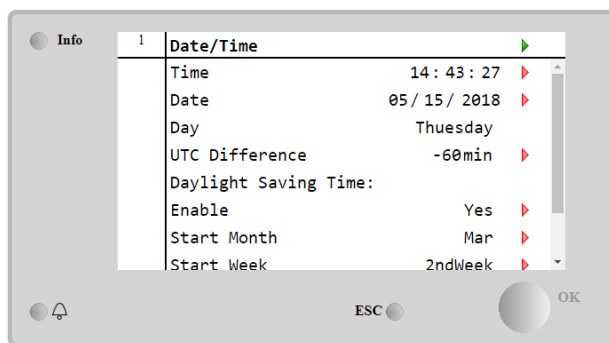 Info
1 Date/Time
Time 14:43:27
Date 05/15/2018
Day Thuesday
UTC Difference -60min
Daylight Saving Time:
Enable Yes
Start Month Mar
Start Week 2ndWeek
ESC
OK